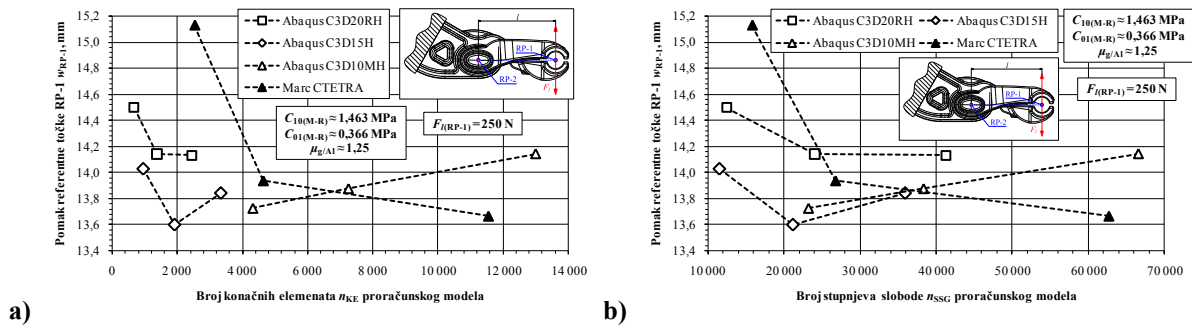 15,2
15,0
14,8
14,6
14,4
14,2
14,0
13,8
13,6
13,4
Pomak referentne točke RP-1 wRP-1, mm
Abaqus C3D20RH
Abaqus C3D15H
Abaqus C3D10MH
Marc CTETRA
l
RP-1
RP-2
Fl
C10(M-R) ≈ 1,463 MPa
C01(M-R) ≈ 0,366 MPa
μg/Al ≈ 1,25
Fl(RP-1) = 250 N
0 2 000 4 000 6 000 8 000 10 000 12 000 14 000
Broj konačnih elemenata nKE proračunskog modela
a)
15,2
15,0
14,8
14,6
14,4
14,2
14,0
13,8
13,6
13,4
Pomak referentne točke RP-1 wRP-1, mm
Abaqus C3D20RH Abaqus C3D15H
Abaqus C3D10MH Marc CTETRA
C10(M-R) ≈ 1,463 MPa
C01(M-R) ≈ 0,366 MPa
μg/Al ≈ 1,25
l
RP-1
RP-2
Fl
Fl(RP-1) = 250 N
10 000 20 000 30 000 40 000 50 000 60 000 70 000
Broj stupnjeva slobode nSSG proračunskog modela
b)